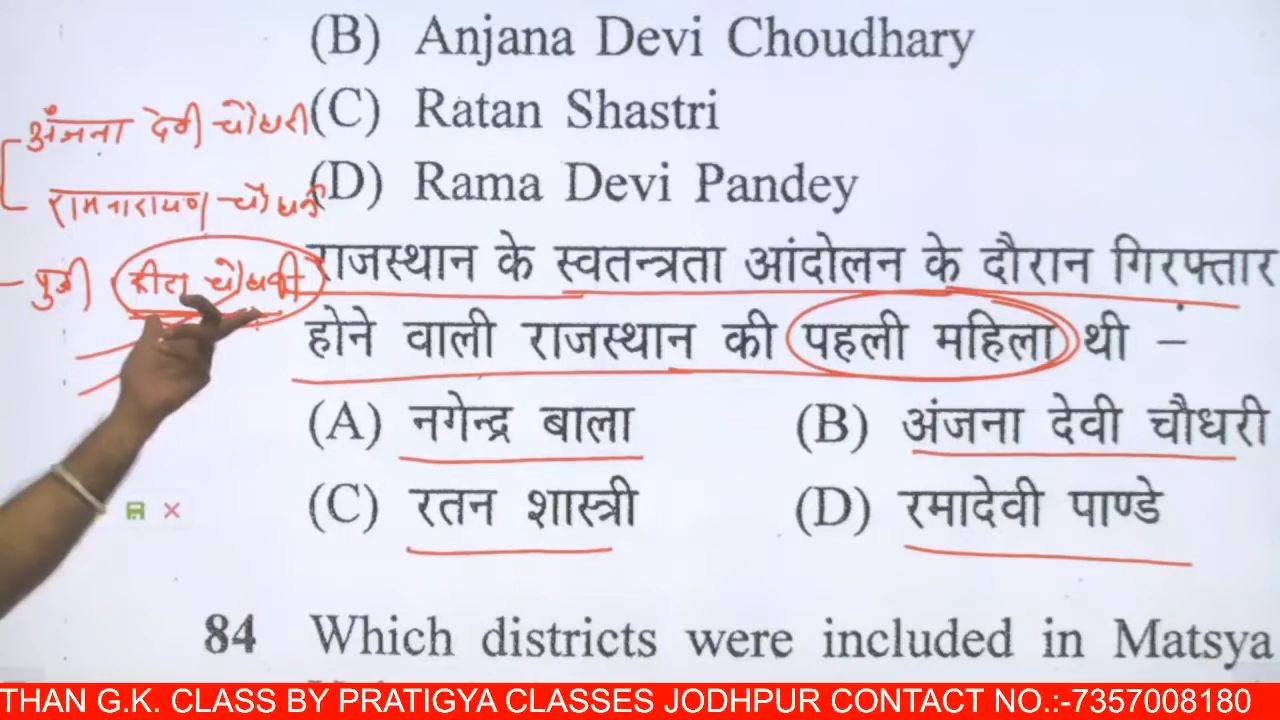 (B) Anjana Devi Choudhary
(C) Ratan Shastri
(D) Rama Devi Pandey
अंजना देवी चौधरी
रामनारायण चौधरी
पुत्री
चौधरी
राजस्थान के स्वतन्त्रता आंदोलन के दौरान गिरफ्तार
होने वाली राजस्थान की पहली महिला थी –
(A) नगेन्द्र बाला (B) अंजना देवी चौधरी
(C) रतन शास्त्री (D) रमादेवी पाण्डे
84 Which districts were included in Matsya
THAN G.K. CLASS BY PRATIGYA CLASSES JODHPUR CONTACT NO.:-7357008180